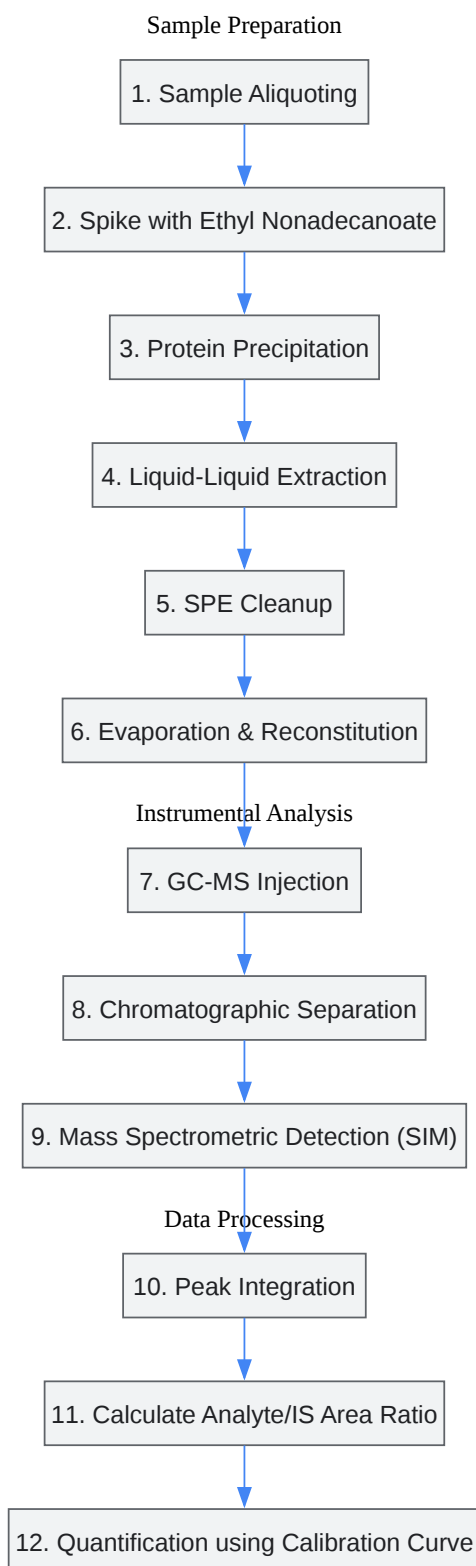 Sample Preparation
1. Sample Aliquoting
2. Spike with Ethyl Nonadecanoate
3. Protein Precipitation
4. Liquid-Liquid Extraction
5. SPE Cleanup
6. Evaporation & Reconstitution
Instrumental Analysis
7. GC-MS Injection
8. Chromatographic Separation
9. Mass Spectrometric Detection (SIM)
Data Processing
10. Peak Integration
11. Calculate Analyte/IS Area Ratio
12. Quantification using Calibration Curve